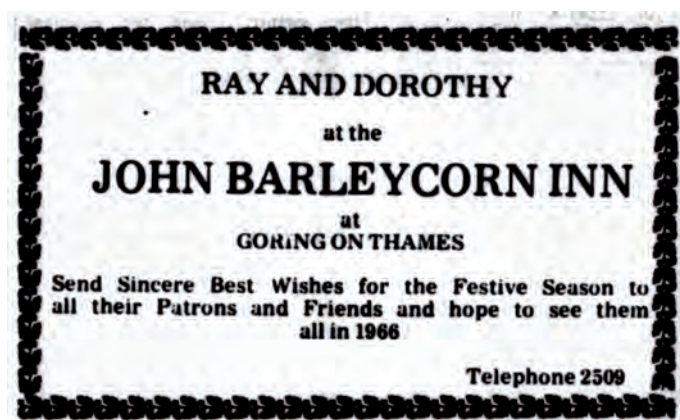 RAY AND DOROTHY
at the
JOHN BARLEYCORN INN
at
GORING ON THAMES
Send Sincere Best Wishes for the Festive Season to
all their Patrons and Friends and hope to see them
all in 1966
Telephone 2509